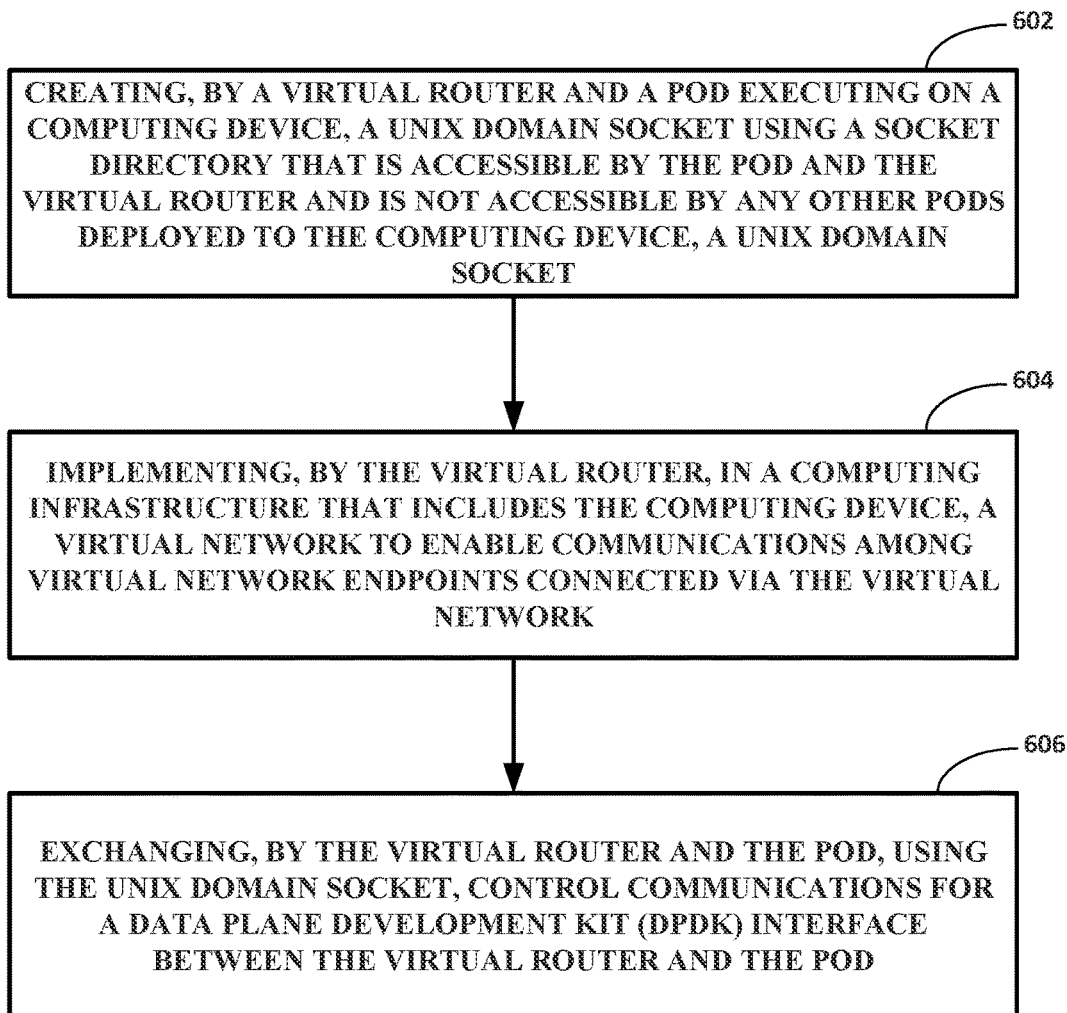 602
CREATING, BY A VIRTUAL ROUTER AND A POD EXECUTING ON A
COMPUTING DEVICE, A UNIX DOMAIN SOCKET USING A SOCKET
DIRECTORY THAT IS ACCESSIBLE BY THE POD AND THE
VIRTUAL ROUTER AND IS NOT ACCESSIBLE BY ANY OTHER PODS
DEPLOYED TO THE COMPUTING DEVICE, A UNIX DOMAIN
SOCKET
604
IMPLEMENTING, BY THE VIRTUAL ROUTER, IN A COMPUTING
INFRASTRUCTURE THAT INCLUDES THE COMPUTING DEVICE, A
VIRTUAL NETWORK TO ENABLE COMMUNICATIONS AMONG
VIRTUAL NETWORK ENDPOINTS CONNECTED VIA THE VIRTUAL
NETWORK
606
EXCHANGING, BY THE VIRTUAL ROUTER AND THE POD, USING
THE UNIX DOMAIN SOCKET, CONTROL COMMUNICATIONS FOR
A DATA PLANE DEVELOPMENT KIT (DPDK) INTERFACE
BETWEEN THE VIRTUAL ROUTER AND THE POD